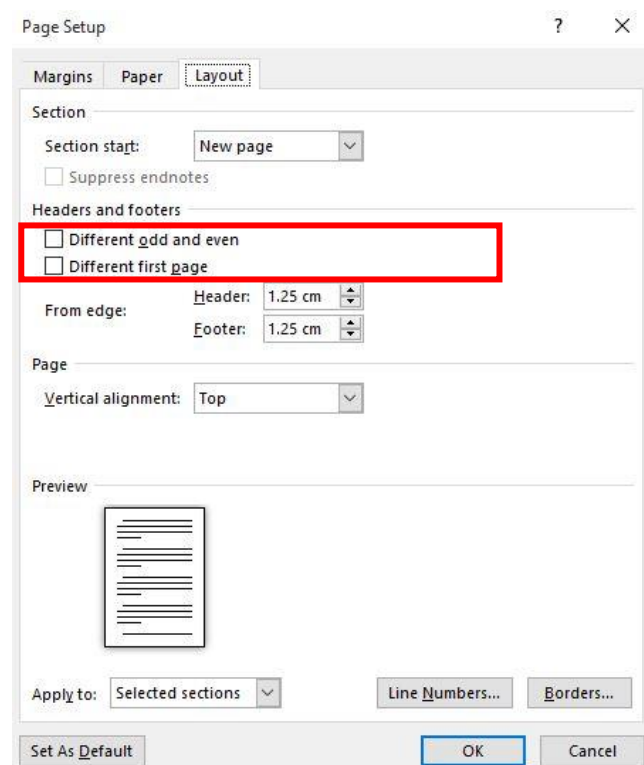 Page Setup ? X
Margins Paper Layout
Section
Section start: New page
Suppress endnotes
Headers and footers
Different odd and even
Different first page
From edge: Header: 1.25 cm
Footer: 1.25 cm
Page
Vertical alignment: Top
Preview
Apply to: Selected sections Line Numbers... Borders...
Set As Default OK Cancel